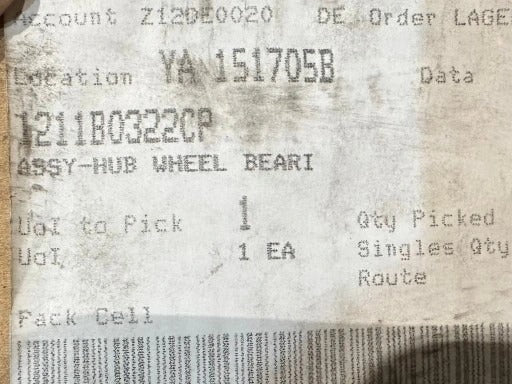 Account Z12DE0020 DE Order LAGE
Location YA 151705B Data
1211B0322CP
ASSY-HUB WHEEL BEARI
UoI to Pick 1 Qty Picked
UoI 1 EA Singles Qty
Route
Pack Cell